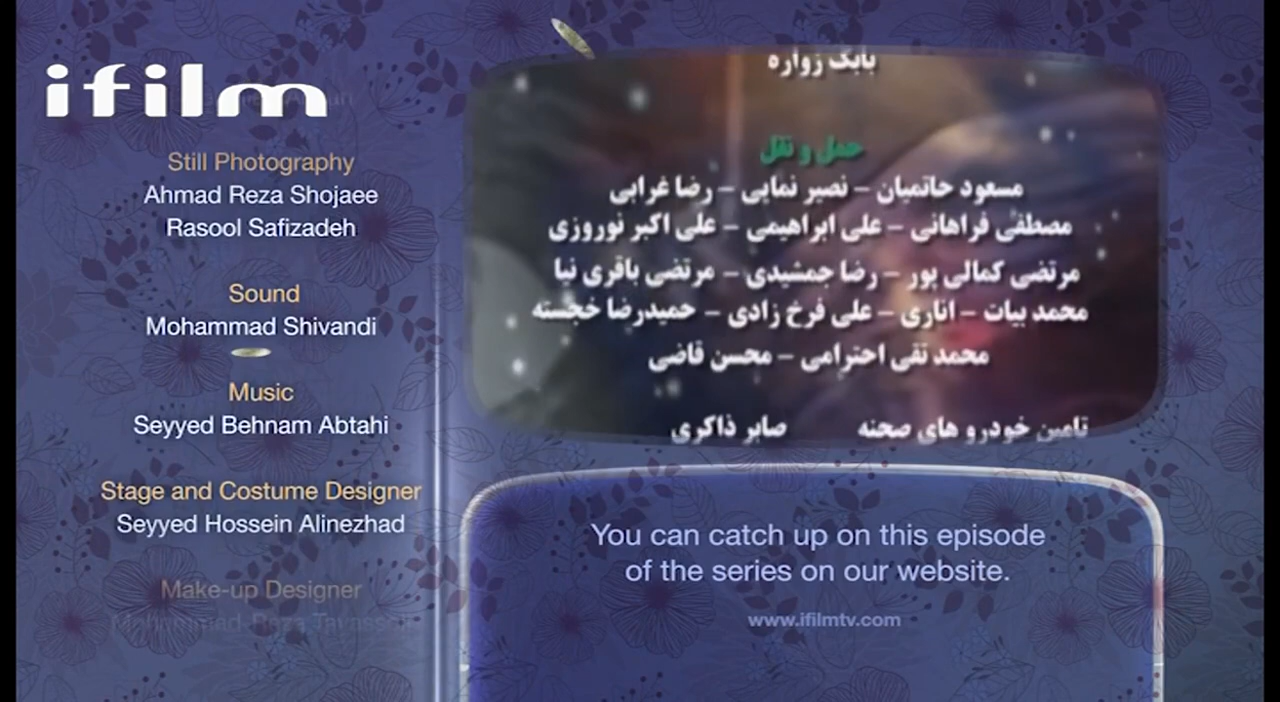 ifilm
Still Photography
Ahmad Reza Shojaee
Rasool Safizadeh
Sound
Mohammad Shivandi
Music
Seyyed Behnam Abtahi
Stage and Costume Designer
Seyyed Hossein Alinezhad
Make-up Designer
بابک زواره
حمل و نقل
مسعود حاتمیان – نصیر نمایی – رضا غرابی
مصطفی فراهانی – علی ابراهیمی – علی اکبر نوروزی
مرتضی کمالی پور – رضا جمشیدی – مرتضی باقری نیا
محمد بیات – اناری – علی فرخ زادی – حمیدرضا خجسته
محمد تقی احترامی – محسن قاضی
تامین خودرو های صحنه صابر ذاکری
You can catch up on this episode
of the series on our website.
www.ifilmtv.com